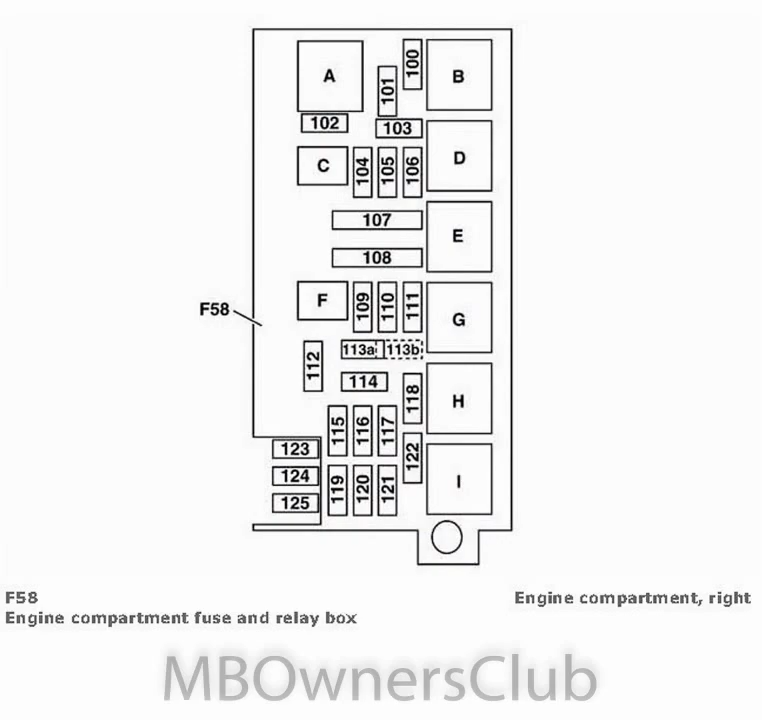 A
100
B
101
102
103
C
104
105
106
D
107
E
108
F58
F
109
110
111
G
113a
113b
112
114
118
H
115
116
117
123
122
124
119
120
121
I
125
F58
Engine compartment, right
Engine compartment fuse and relay box
MBOwnersClub